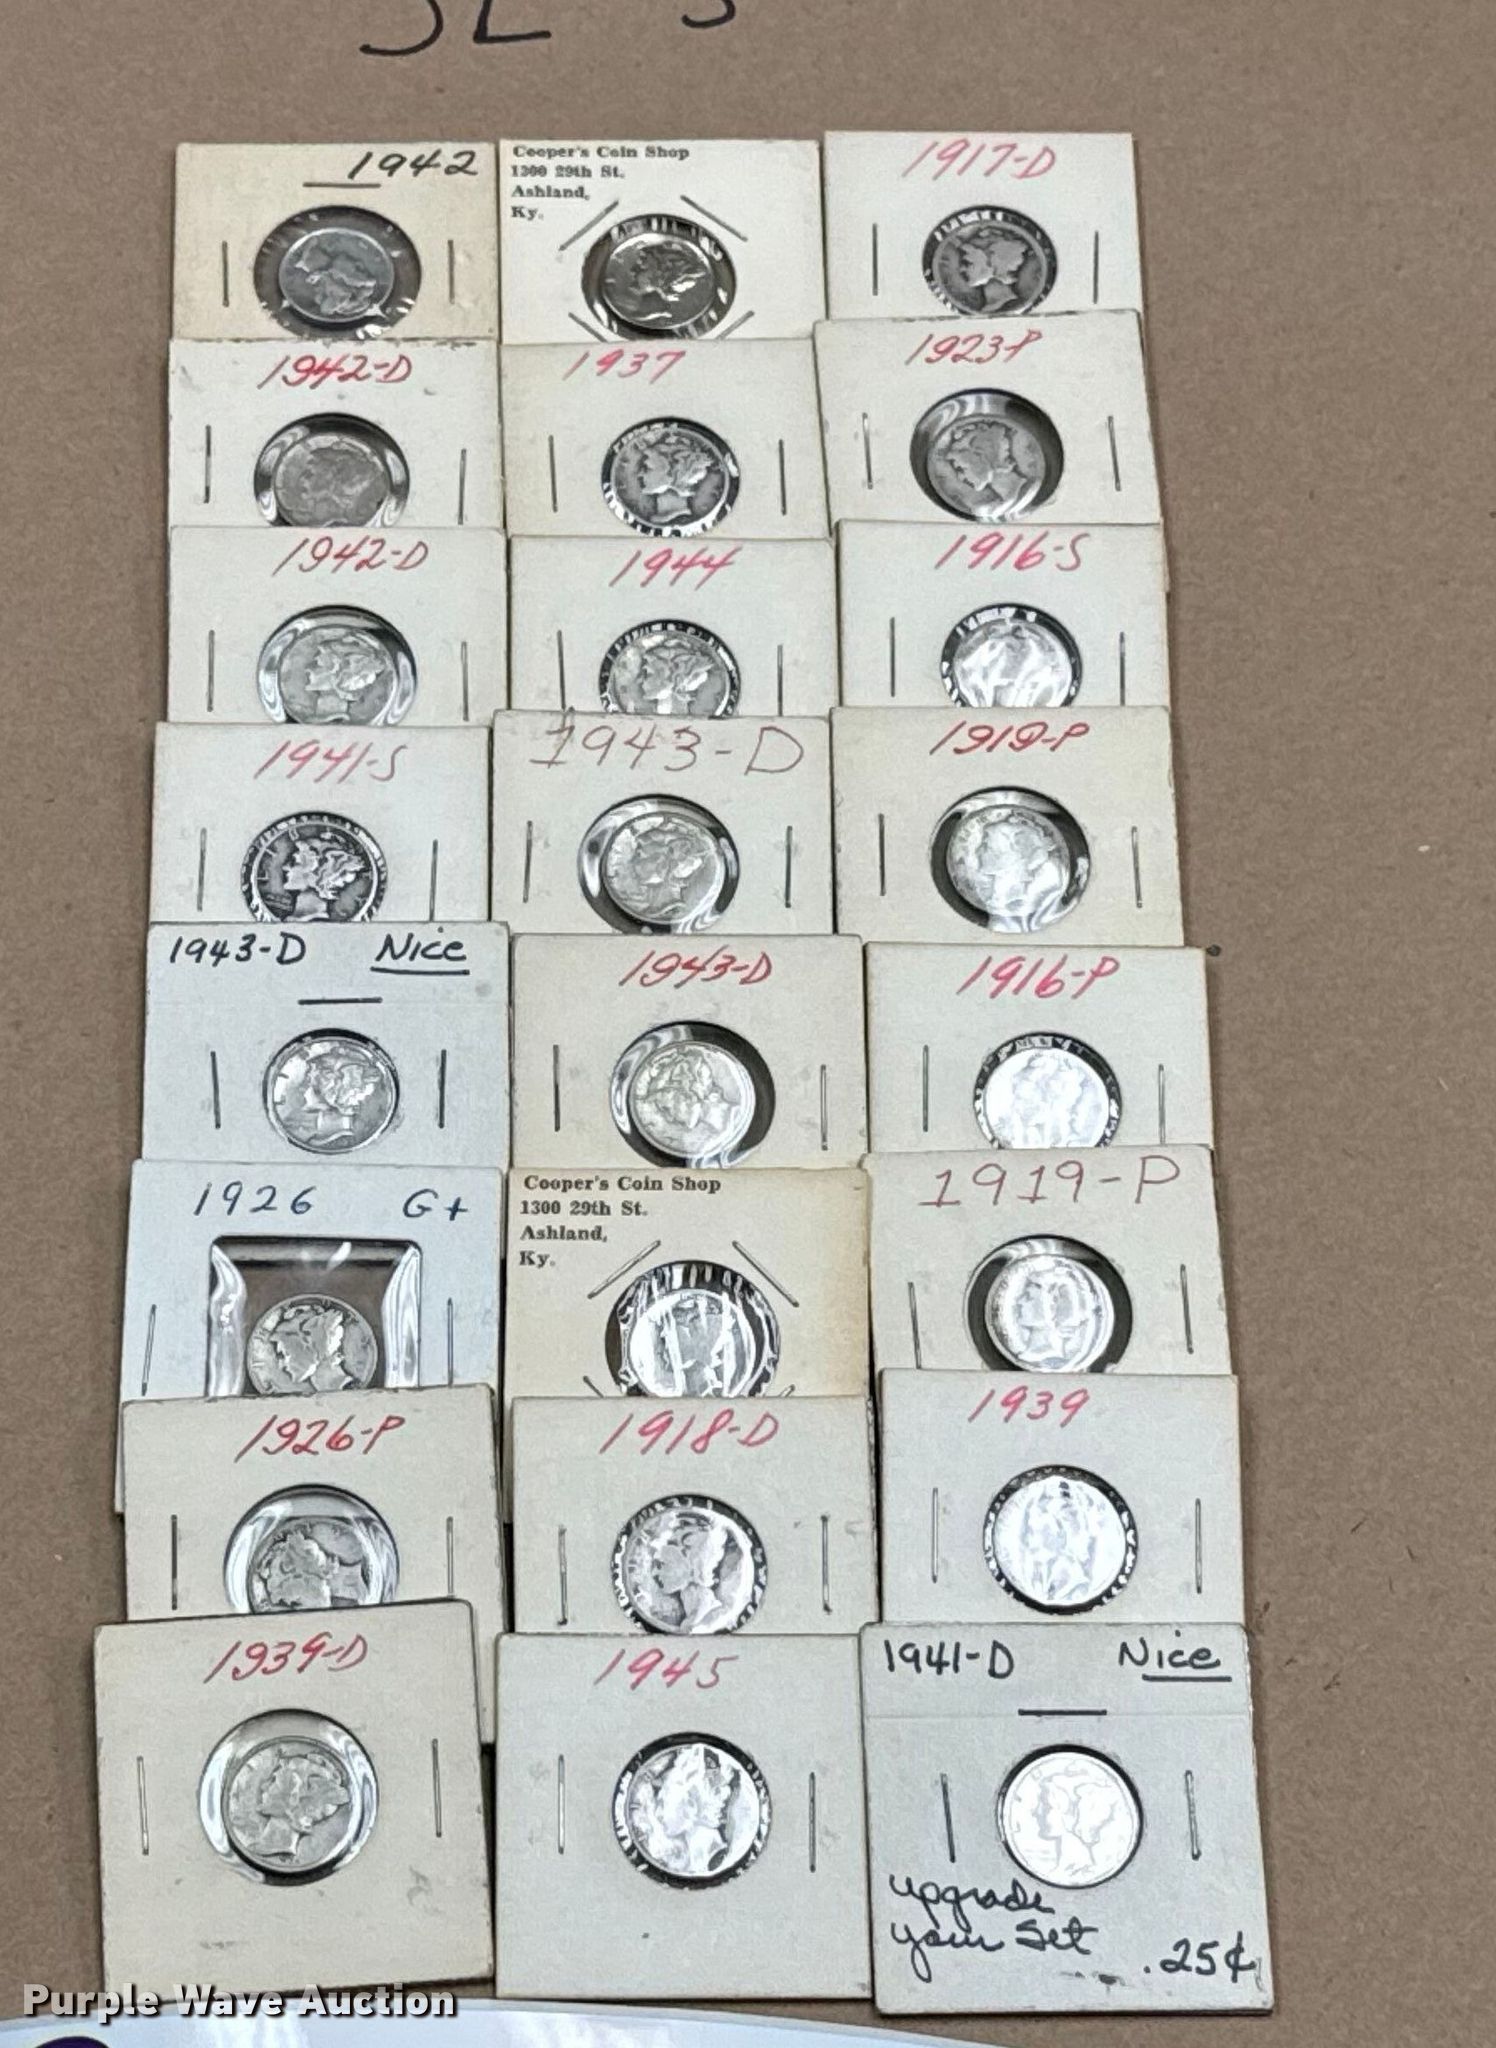 1942
Cooper's Coin Shop
1300 29th St.
Ashland,
Ky.
1917-D
1942-D
1937
1923-P
1942-D
1944
1916-S
1941-S
1943-D
1919-P
1943-D Nice
1943-D
1916-P
1926 G+
Cooper's Coin Shop
1300 29th St.
Ashland,
Ky.
1919-P
1926-P
1918-D
1939
1939-D
1945
1941-D Nice
upgrade
your Set
.25¢
Purple Wave Auction